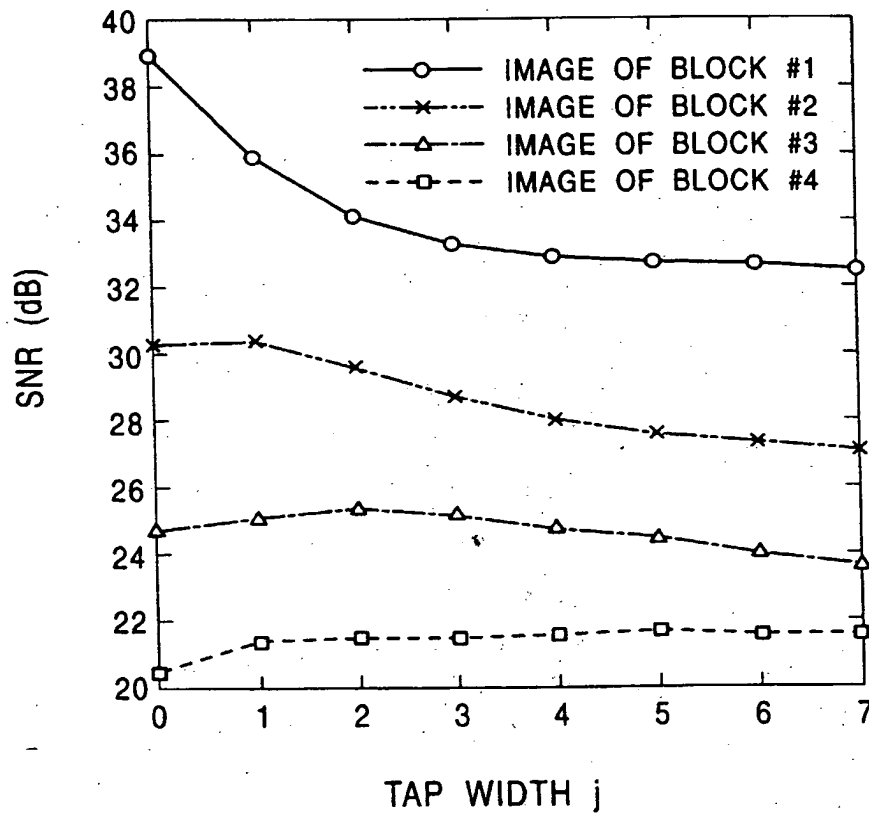 40
38
36
34
32
30
28
26
24
22
20
SNR (dB)
IMAGE OF BLOCK #1
IMAGE OF BLOCK #2
IMAGE OF BLOCK #3
IMAGE OF BLOCK #4
0 1 2 3 4 5 6 7
TAP WIDTH j